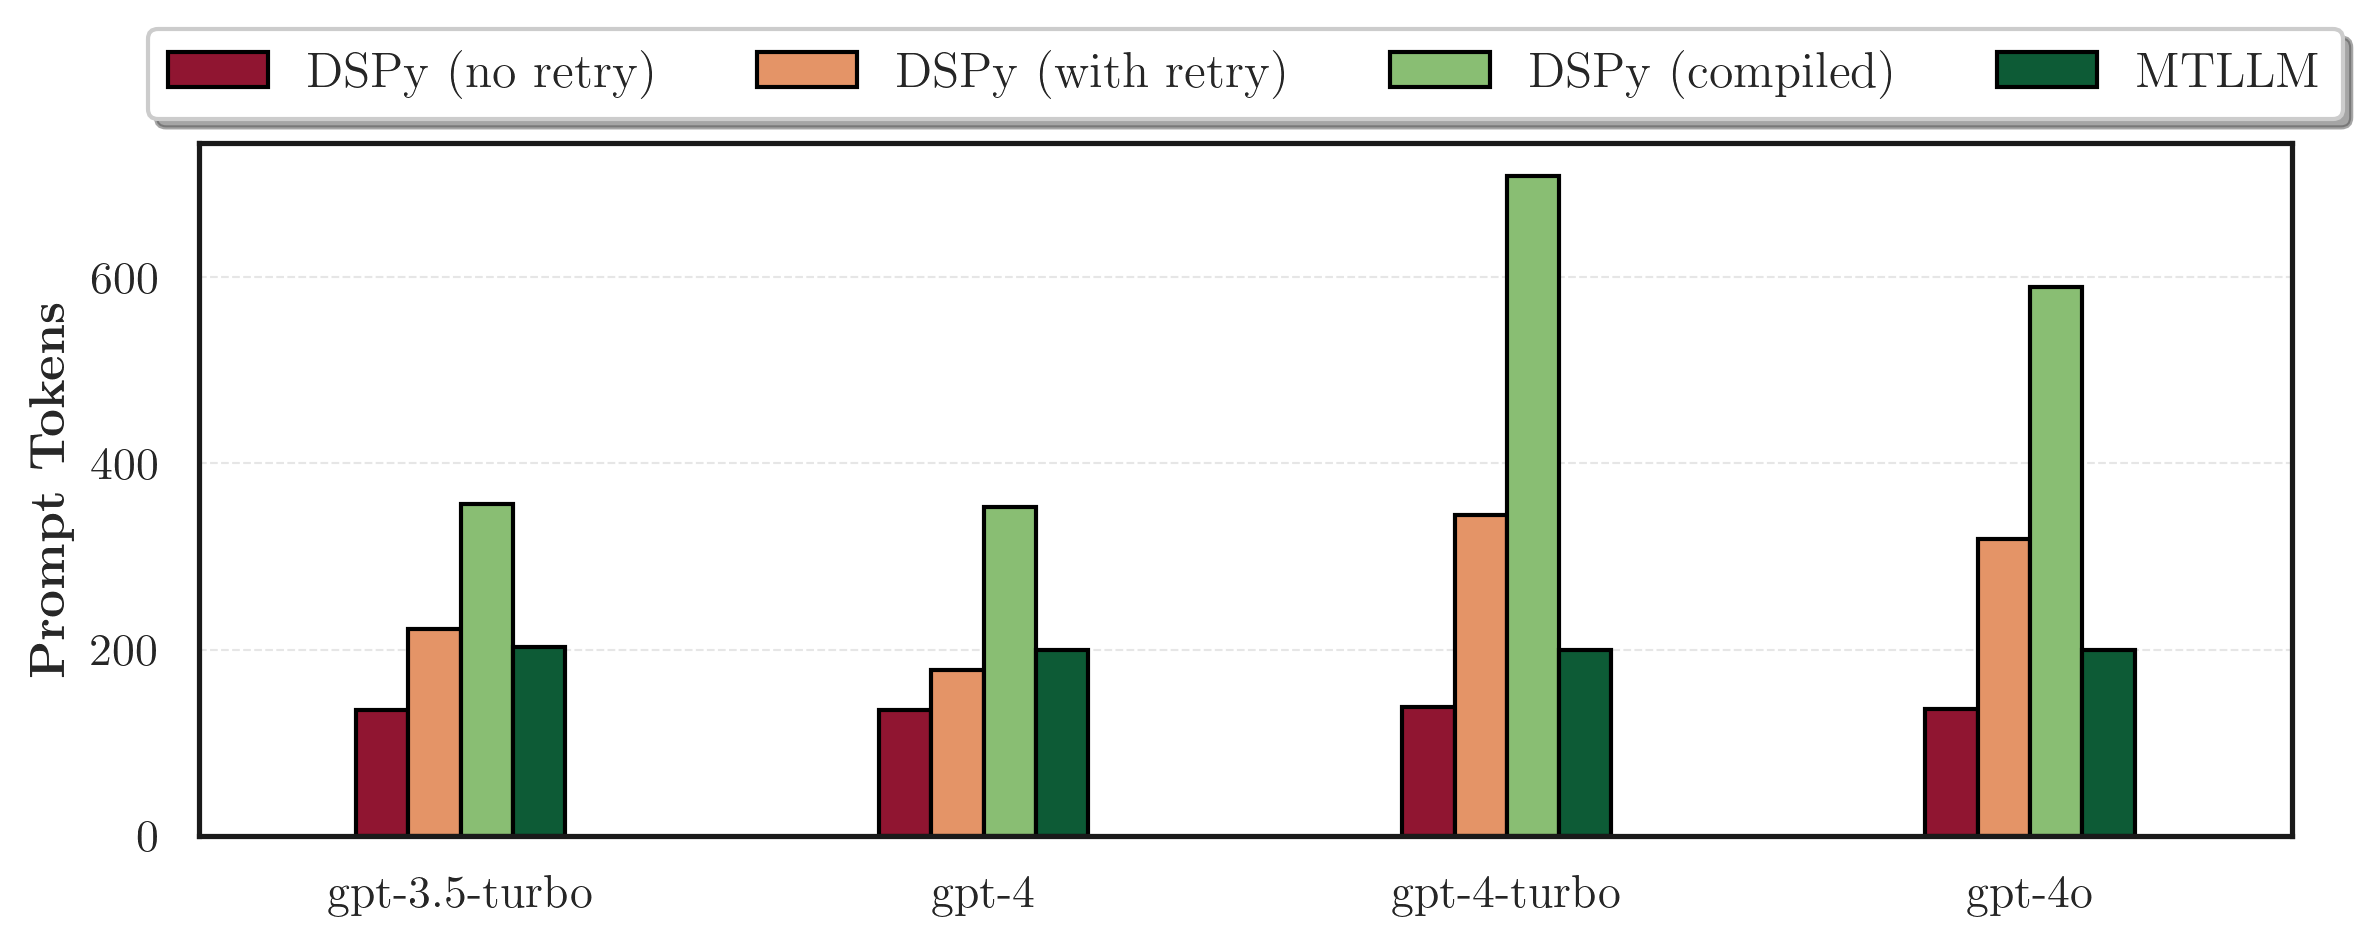 DSPy (no retry) DSPy (with retry) DSPy (compiled) MTLLM
Prompt Tokens
600
400
200
0
gpt-3.5-turbo gpt-4 gpt-4-turbo gpt-4o